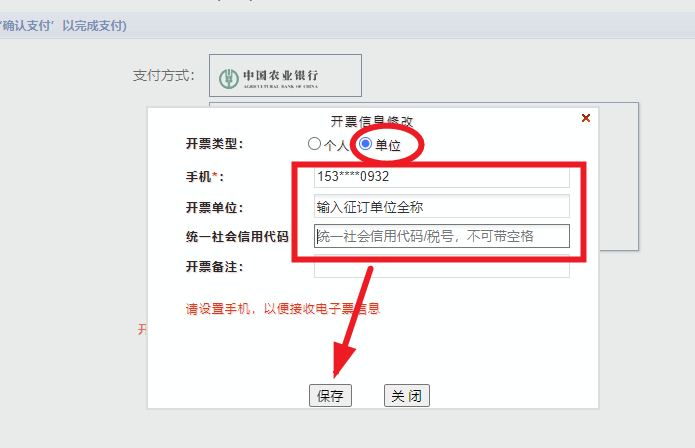 ‘确认支付’以完成支付)
支付方式：
中国农业银行
AGRICULTURAL BANK OF CHINA
开票信息修改
开票类型：
个人
单位
手机*：
153****0932
开票单位：
输入征订单位全称
统一社会信用代码
统一社会信用代码/税号，不可带空格
开票备注：
请设置手机，以便接收电子票信息
开
保存
关 闭